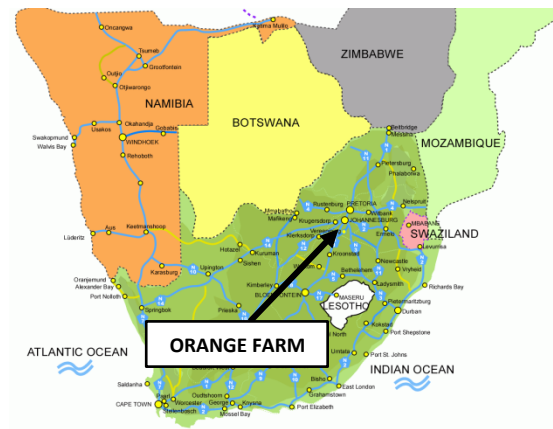 Oncangwa
Tsumeb
Grootfontein
Outjo
Otjiwarongo
ZIMBABWE
NAMIBIA
BOTSWANA
MOZAMBIQUE
Okahandja
Usakos
Gobabis
Swakopmund
Walvis Bay
WINDHOEK
Rehoboth
Beitbridge
Messina
Pietersburg
Phalaborwa
Rustenburg
PRETORIA
Witbank
Nelspruit
Mafikeng
Krugersdorp
JOHANNESBURG
MBABANE
SWAZILAND
Klerksdorp
Ermelo
Lavumisa
Lüderitz
Aus
Keetmanshoop
Hotazel
Kuruman
Sishen
Kroonstad
Newcastle
Vryheid
Karasburg
Upington
Bethlehem
Ladysmith
Richards Bay
Oranjemund
Alexander Bay
Port Nolloth
Kimberley
MASERU
LESOTHO
Pietermaritzburg
Durban
Springbok
Prieska
Kokstad
Port Shepstone
ORANGE FARM
Umtata
Port St. Johns
ATLANTIC OCEAN
INDIAN OCEAN
Saldanha
Bisho
East London
Grahamstown
Paarl
Worcester
Oudtshoorn
CAPE TOWN
Stellenbosch
George
Knysna
Mossel Bay
Port Elizabeth